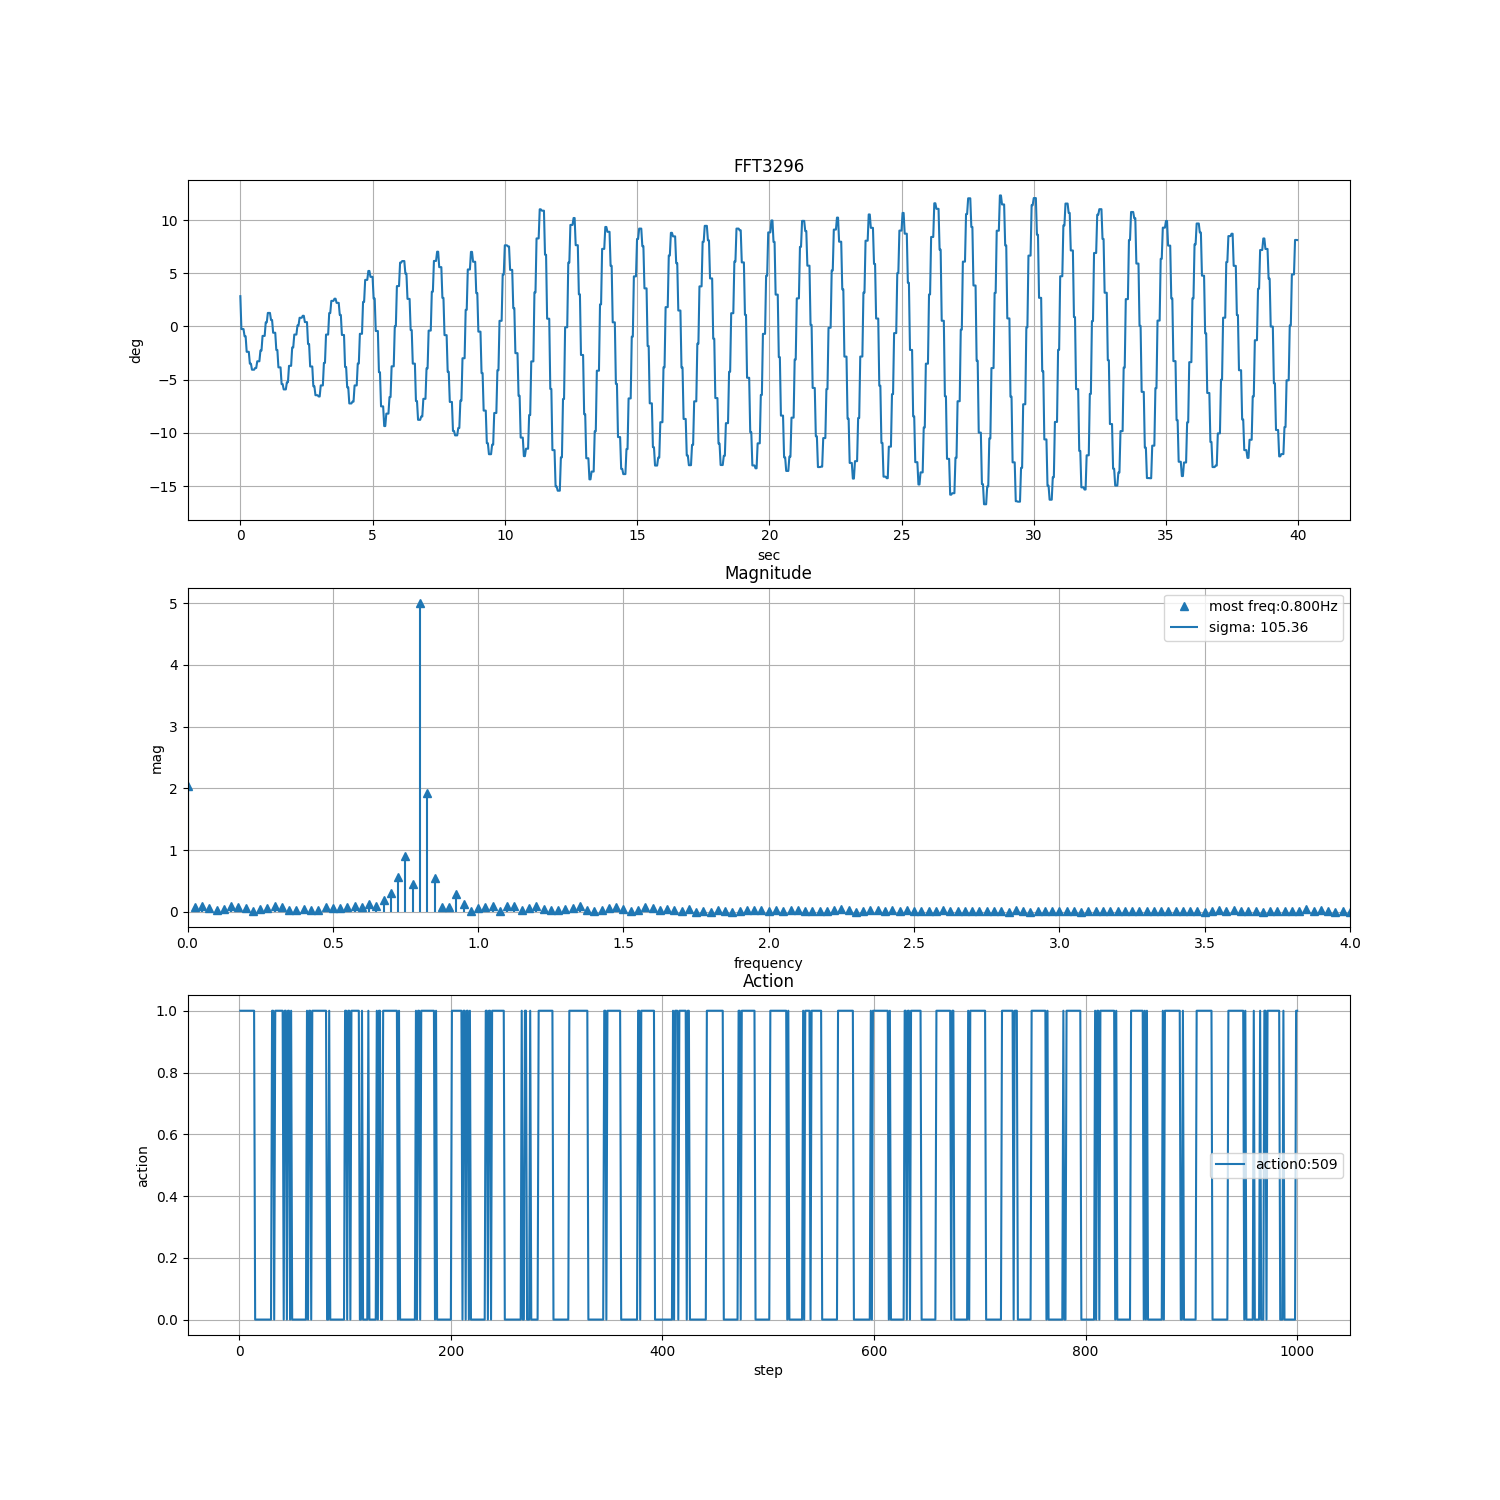 FFT3296
deg
10
5
0
−5
−10
−15
0 5 10 15 20 25 30 35 40
sec
Magnitude
mag
5
4
3
2
1
0
most freq:0.800Hz
sigma: 105.36
0.0 0.5 1.0 1.5 2.0 2.5 3.0 3.5 4.0
frequency
Action
action
1.0
0.8
0.6
0.4
0.2
0.0
action0:509
0 200 400 600 800 1000
step